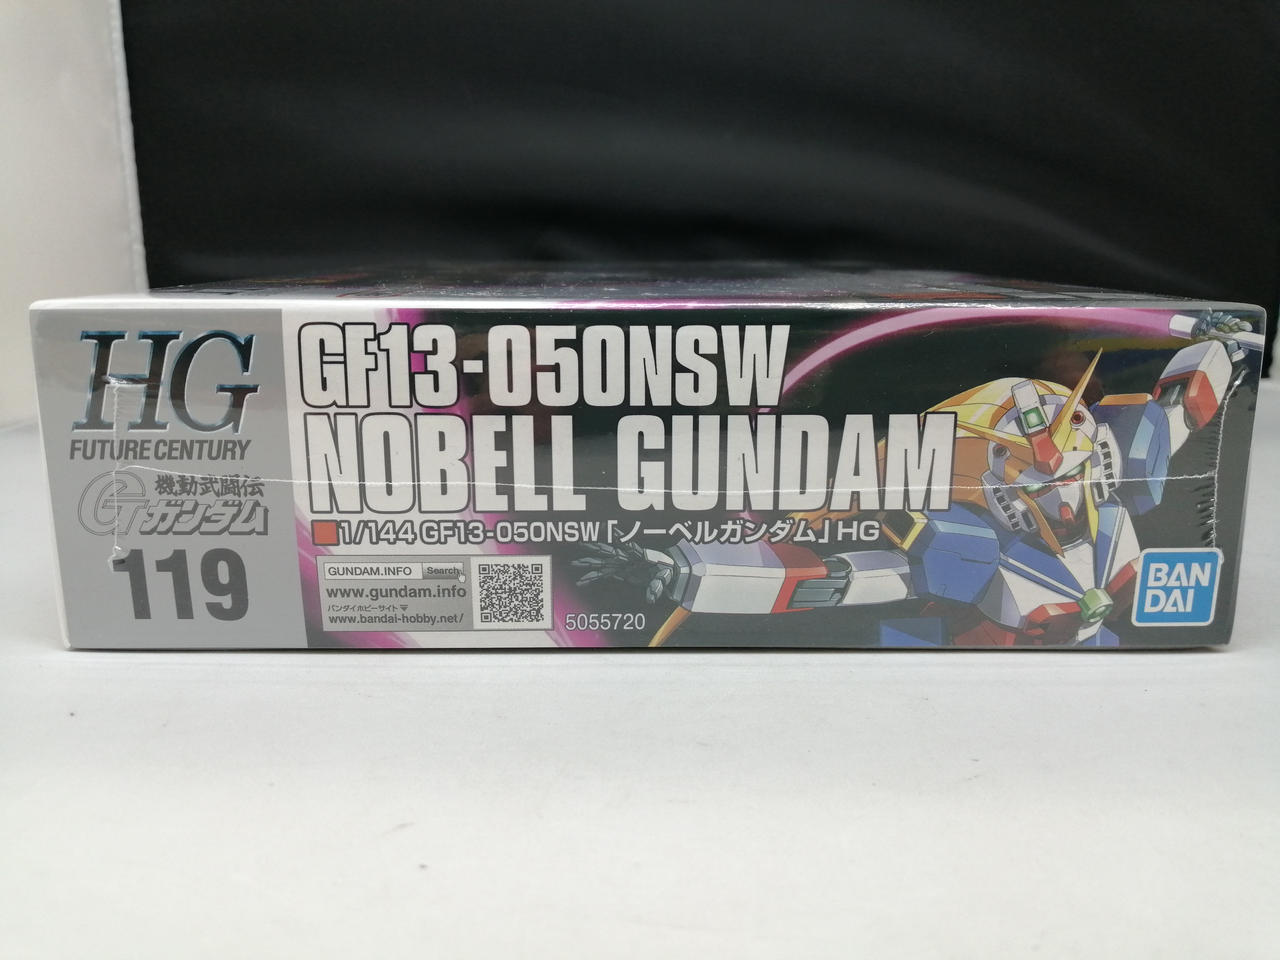 HG
FUTURE CENTURY
機動武闘伝
Gガンダム
119
GF13-050NSW
NOBELL GUNDAM
1/144 GF13-050NSW「ノーベルガンダム」HG
GUNDAM.INFO Search
www.gundam.info
バンダイホビーサイト
www.bandai-hobby.net/
5055720
BAN
DAI